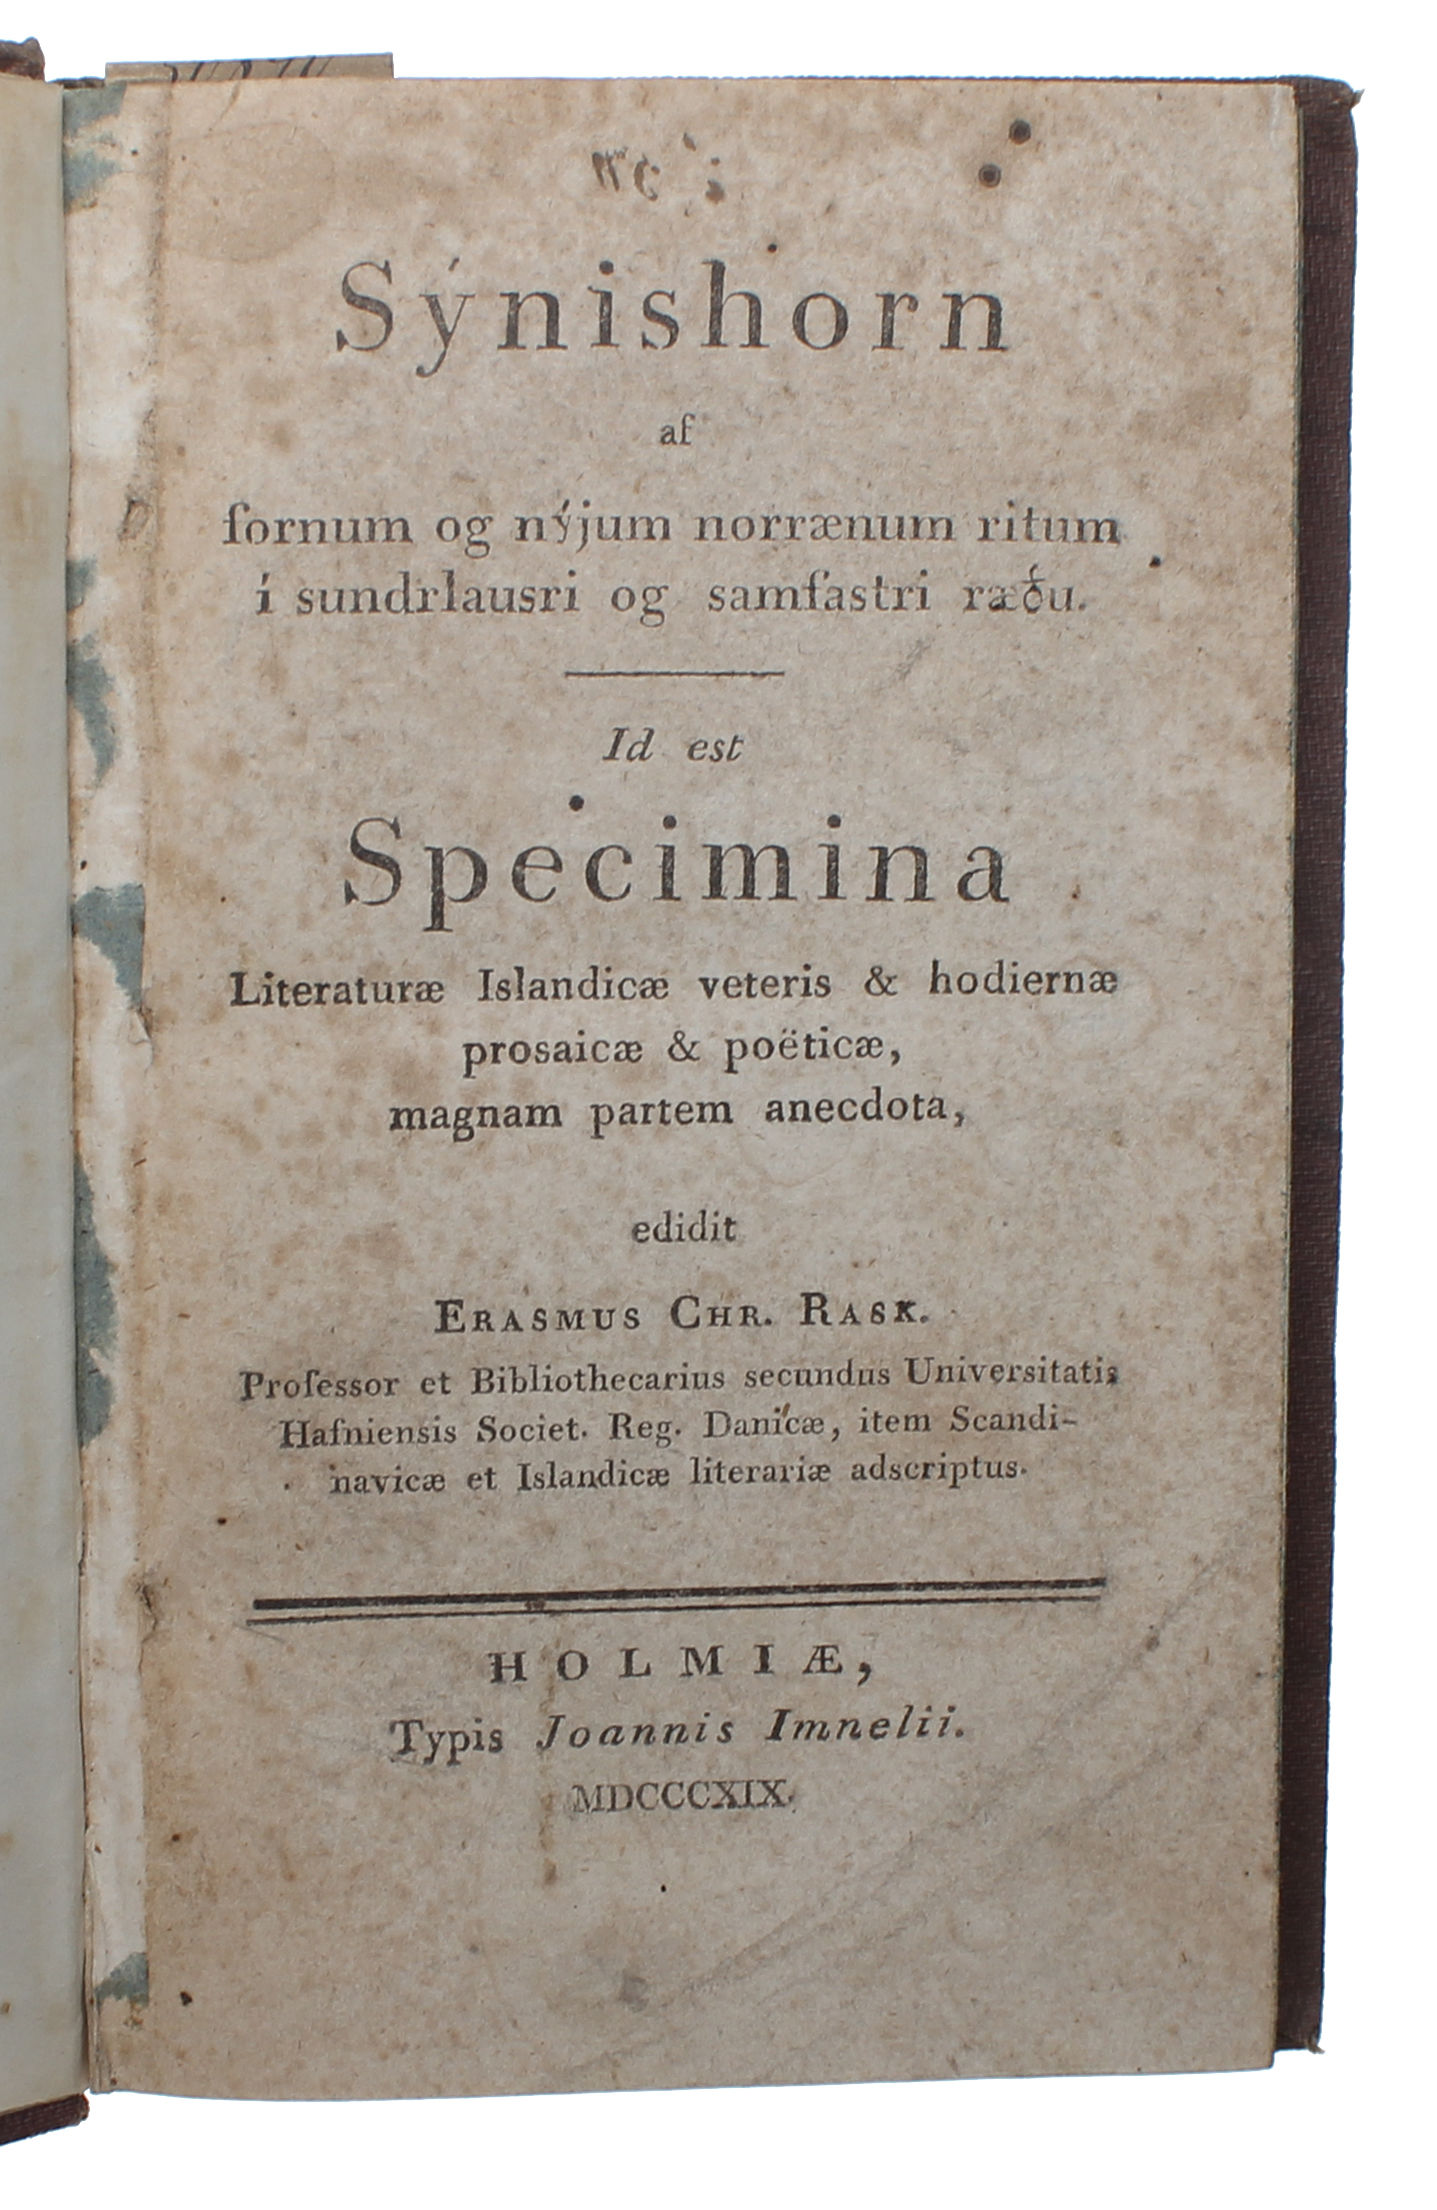 Sýnishorn
af
fornum og nýjum norrænum ritum
í sundrlausri og samfastri ræðu.
Id est
Specimina
Literaturæ Islandicæ veteris & hodiernæ
prosaicæ & poëticæ,
magnam partem anecdota,
edidit
ERASMUS CHR. RASK.
Professor et Bibliothecarius secundus Universitatis
Hafniensis Societ. Reg. Danicæ, item Scandi-
navicæ et Islandicæ literariæ adscriptus.
HOLMIÆ,
Typis Joannis Imnelii.
MDCCCXIX.